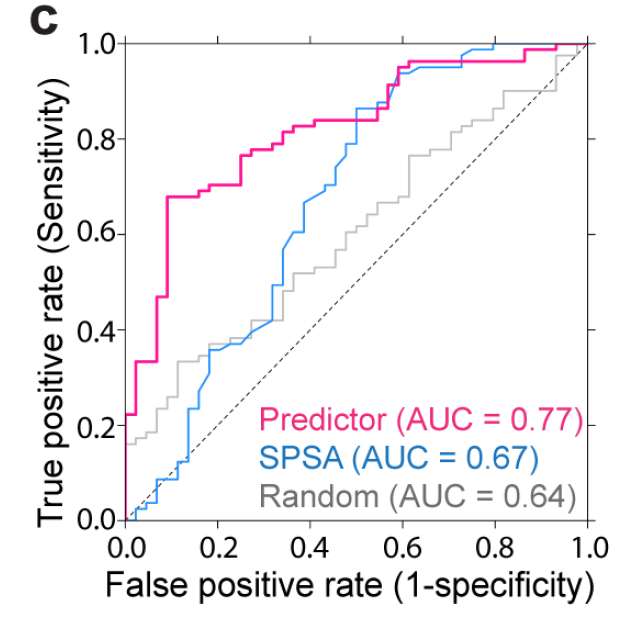 C
True positive rate (Sensitivity)
1.0
0.8
0.6
0.4
0.2
0.0
Predictor (AUC = 0.77)
SPSA (AUC = 0.67)
Random (AUC = 0.64)
0.0 0.2 0.4 0.6 0.8 1.0
False positive rate (1-specificity)